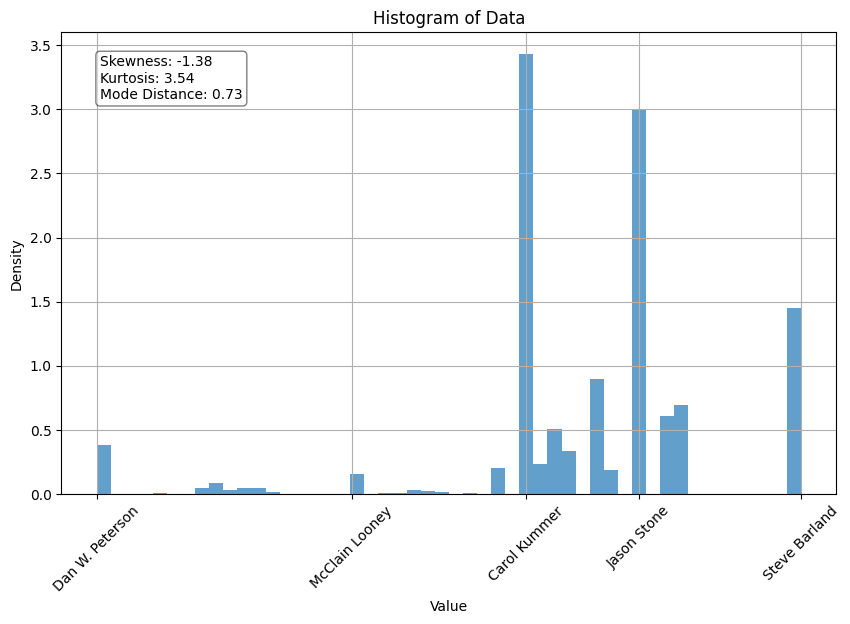 Histogram of Data
Skewness: -1.38
Kurtosis: 3.54
Mode Distance: 0.73
Density
3.5
3.0
2.5
2.0
1.5
1.0
0.5
0.0
Dan W. Peterson
McClain Looney
Carol Kummer
Jason Stone
Steve Barland
Value